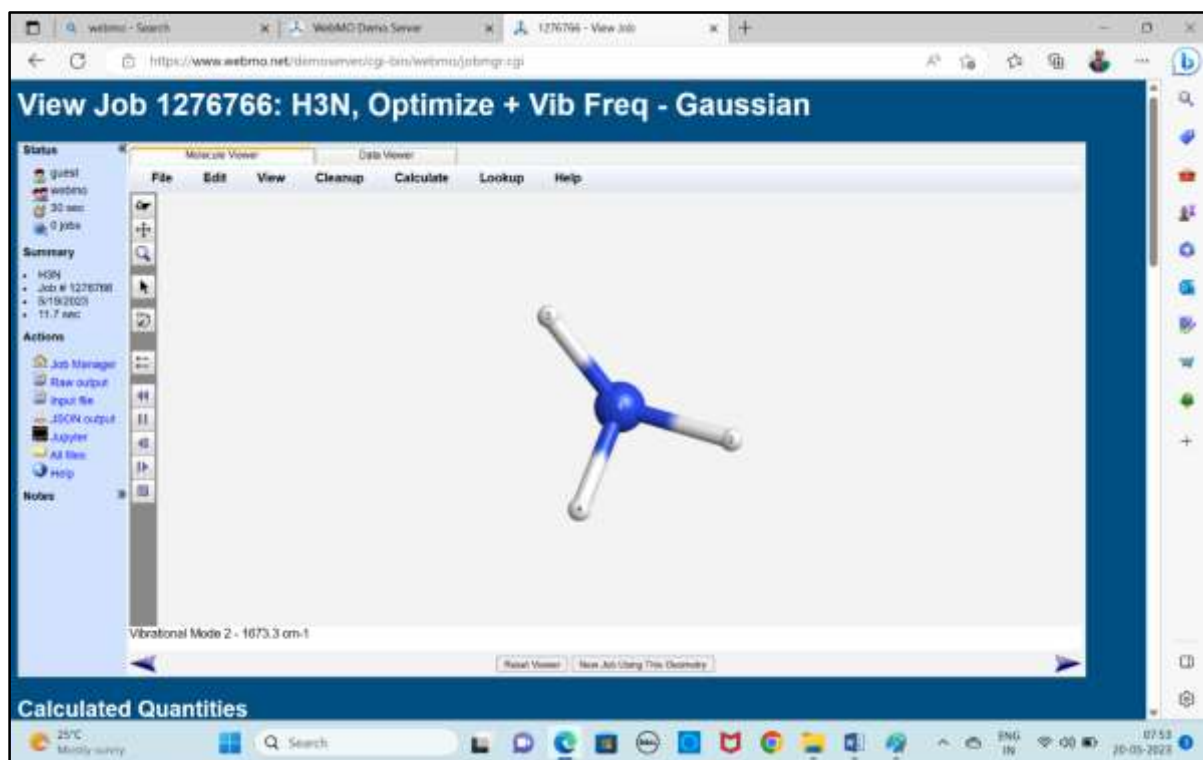 webmo - Search
WebMO Demo Server
1276766 - View Job
https://www.webmo.net/demoserver/cgi-bin/webmo/jobmgr.cgi
View Job 1276766: H3N, Optimize + Vib Freq - Gaussian
Status
guest
webmo
30 sec
0 jobs
Summary
H3N
Job # 1276766
5/19/2023
11.7 sec
Actions
Job Manager
Raw output
Input file
JSON output
Jupyter
All files
Help
Notes
Molecule Viewer
Data Viewer
File Edit View Cleanup Calculate Lookup Help
Vibrational Mode 2 - 1673.3 cm-1
Reset Viewer
New Job Using This Geometry
Calculated Quantities
25°C
Mostly sunny
Search
ENG
IN
07:53
20-05-2023